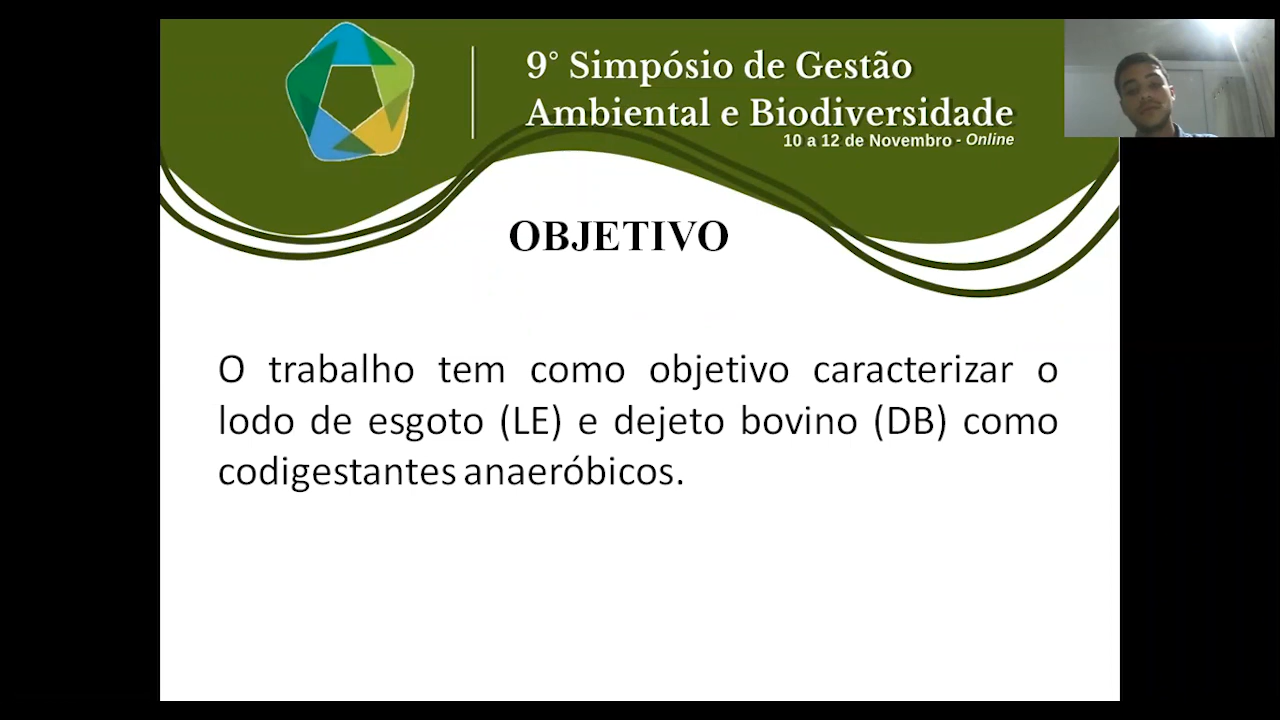 9° Simpósio de Gestão
Ambiental e Biodiversidade
10 a 12 de Novembro - Online
OBJETIVO
O trabalho tem como objetivo caracterizar o
lodo de esgoto (LE) e dejeto bovino (DB) como
codigestantes anaeróbicos.